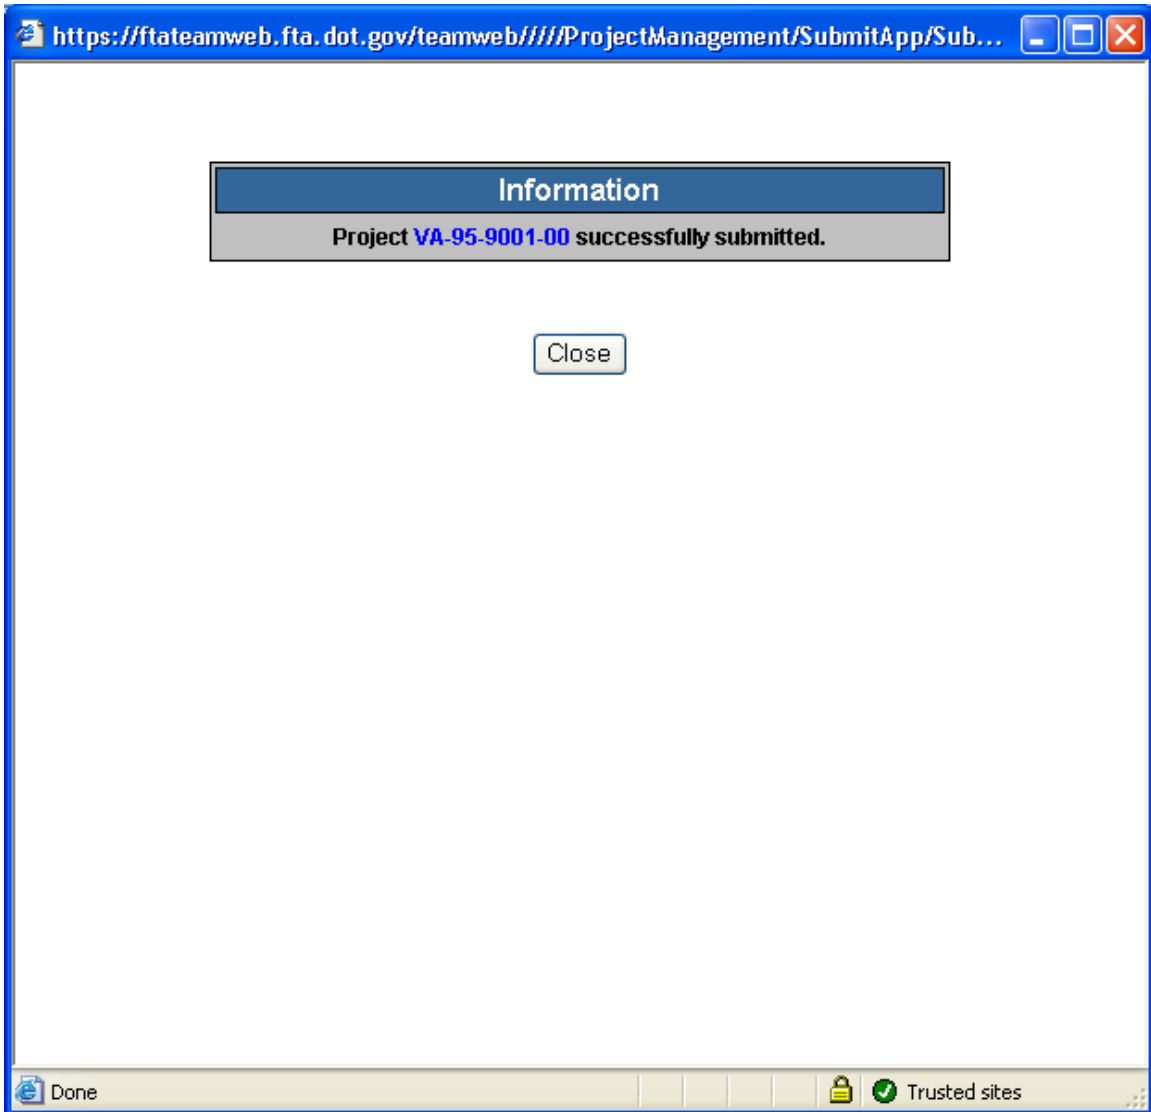 https://ftateamweb.fta.dot.gov/teamweb/////ProjectManagement/SubmitApp/Sub...
Information
Project VA-95-9001-00 successfully submitted.
Close
Done
Trusted sites